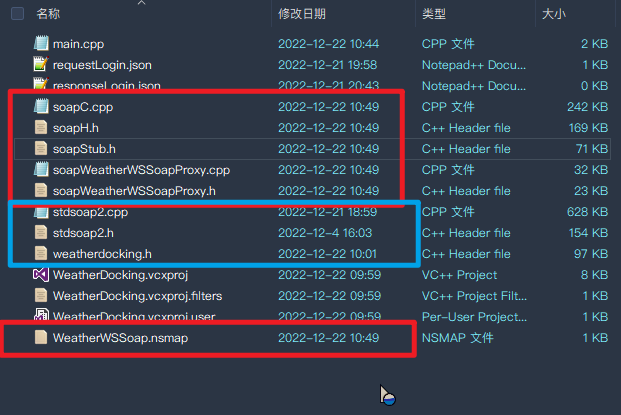 名称 修改日期 类型 大小
main.cpp 2022-12-22 10:44 CPP 文件 2 KB
requestLogin.json 2022-12-21 19:58 Notepad++ Docu... 1 KB
responseLogin.json 2022-12-21 20:43 Notepad++ Docu... 0 KB
soapC.cpp 2022-12-22 10:49 CPP 文件 242 KB
soapH.h 2022-12-22 10:49 C++ Header file 169 KB
soapStub.h 2022-12-22 10:49 C++ Header file 71 KB
soapWeatherWSSoapProxy.cpp 2022-12-22 10:49 CPP 文件 32 KB
soapWeatherWSSoapProxy.h 2022-12-22 10:49 C++ Header file 23 KB
stdsoap2.cpp 2022-12-21 18:59 CPP 文件 628 KB
stdsoap2.h 2022-12-4 16:03 C++ Header file 154 KB
weatherdocking.h 2022-12-22 10:01 C++ Header file 97 KB
WeatherDocking.vcxproj 2022-12-22 09:59 VC++ Project 8 KB
WeatherDocking.vcxproj.filters 2022-12-22 09:59 VC++ Project Filt... 1 KB
WeatherDocking.vcxproj.user 2022-12-22 09:59 Per-User Project... 1 KB
WeatherWSSoap.nsmap 2022-12-22 10:49 NSMAP 文件 1 KB